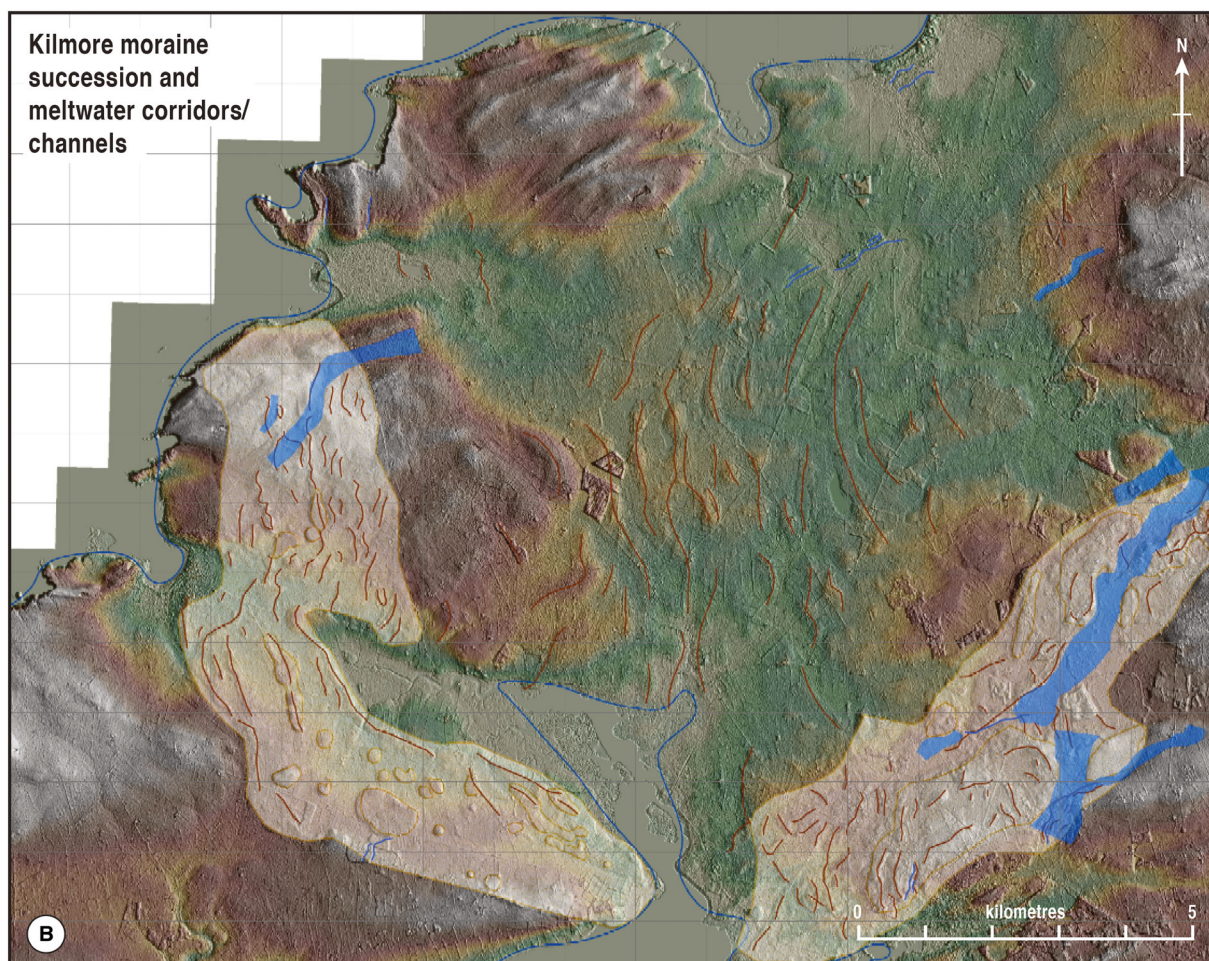 Kilmore moraine
succession and
meltwater corridors/
channels
N
B
0 kilometres 5